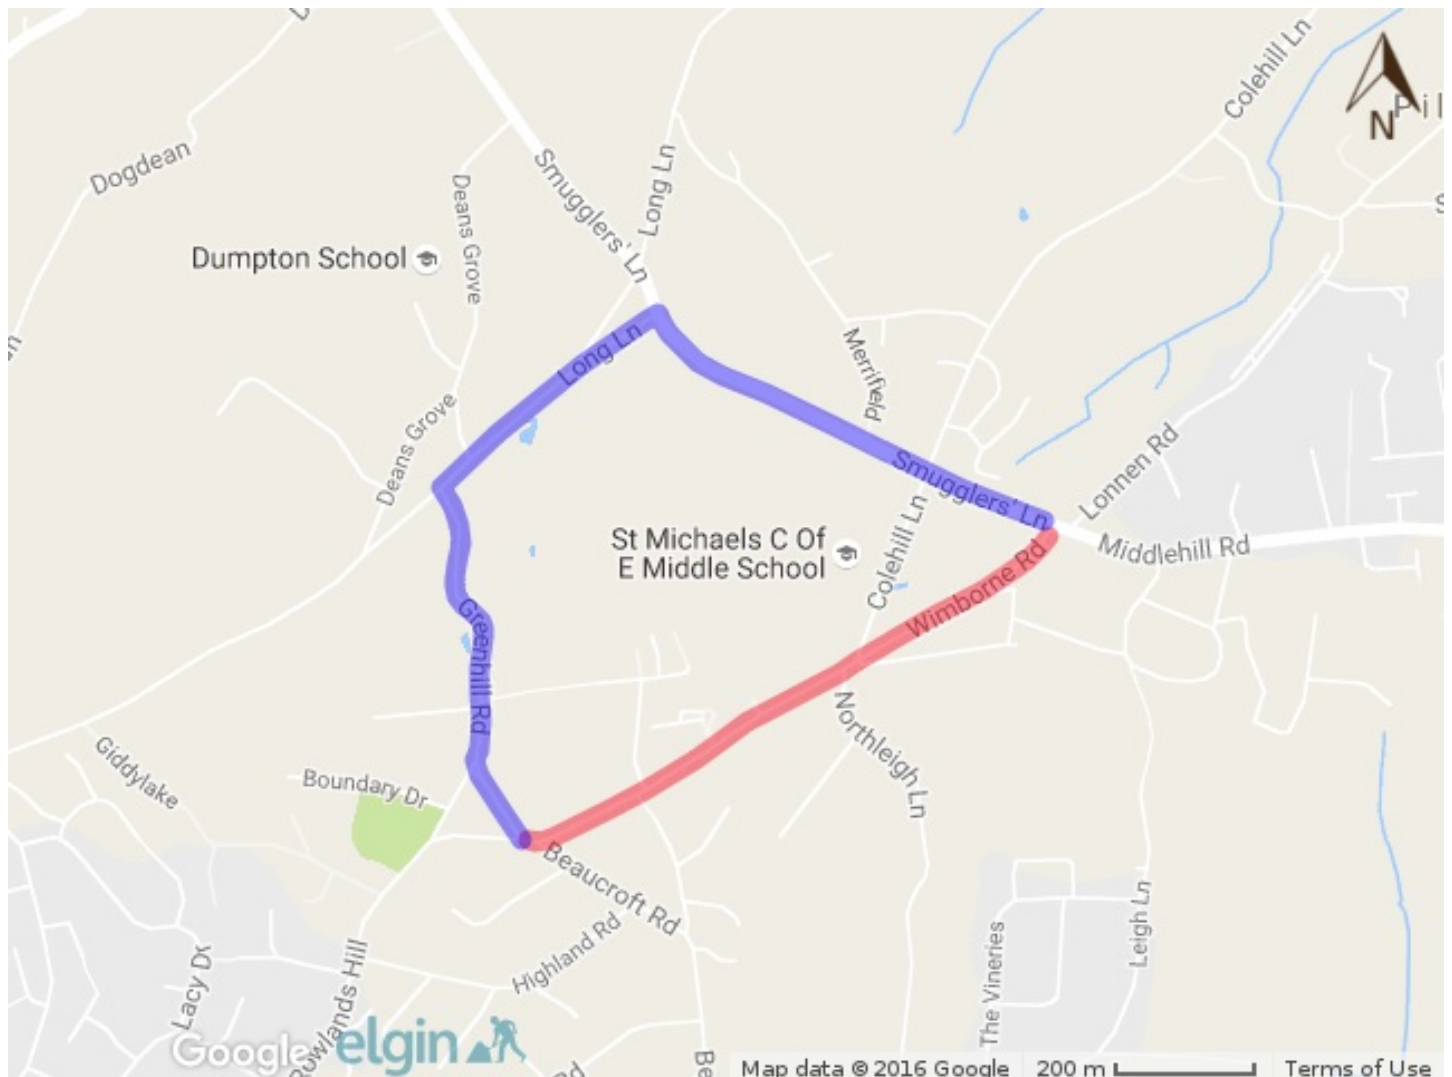 Colehill Ln
N
Pil
Dogdean
Smugglers' Ln
Long Ln
Deans Grove
Dumpton School
Long Ln
Merrifield
Deans Grove
Smugglers' Ln
Lonnen Rd
Middlehill Rd
St Michaels C Of
E Middle School
Colehill Ln
Wimborne Rd
Greenhill Rd
Northleigh Ln
Giddylake
Boundary Dr
Beaucroft Rd
Highland Rd
Leigh Ln
The Vineries
Lacy Dr
Rowlands Hill
Google
elgin
Map data © 2016 Google
200 m
Terms of Use